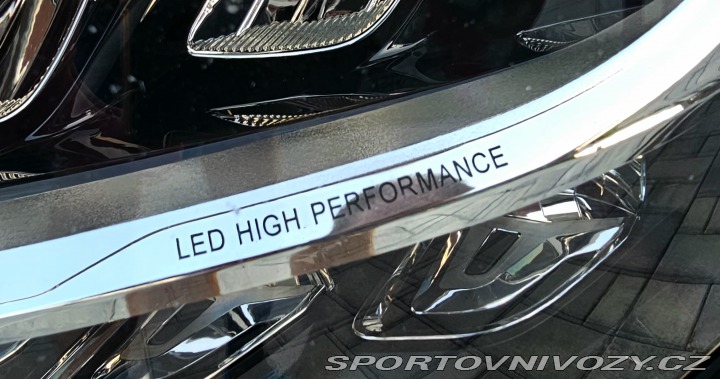 LED HIGH PERFORMANCE
SPORTOVNIVOZY.CZ